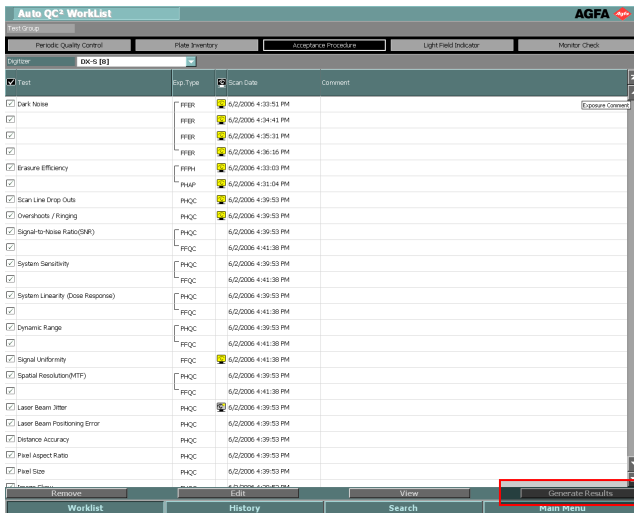 Auto QC² WorkList
AGFA Agfa
Test Group
Periodic Quality Control Plate Inventory Acceptance Procedure Light Field Indicator Monitor Check
Digitizer DX-S [B]
Test Exp.Type Scan Date Comment
Dark Noise FFER 6/2/2006 4:33:51 PM Exposure Comment
FFER 6/2/2006 4:34:41 PM
FFER 6/2/2006 4:35:31 PM
FFER 6/2/2006 4:36:16 PM
Erasure Efficiency FFPH 6/2/2006 4:33:03 PM
PHAP 6/2/2006 4:31:04 PM
Scan Line Drop Outs PHQC 6/2/2006 4:39:53 PM
Overshoots / Ringing PHQC 6/2/2006 4:39:53 PM
Signal-to-Noise Ratio(SNR) PHQC 6/2/2006 4:39:53 PM
FFQC 6/2/2006 4:41:38 PM
System Sensitivity PHQC 6/2/2006 4:39:53 PM
FFQC 6/2/2006 4:41:38 PM
System Linearity (Dose Response) PHQC 6/2/2006 4:39:53 PM
FFQC 6/2/2006 4:41:38 PM
Dynamic Range PHQC 6/2/2006 4:39:53 PM
FFQC 6/2/2006 4:41:38 PM
Signal Uniformity FFQC 6/2/2006 4:41:38 PM
Spatial Resolution(MTF) PHQC 6/2/2006 4:39:53 PM
FFQC 6/2/2006 4:41:38 PM
Laser Beam Jitter PHQC 6/2/2006 4:39:53 PM
Laser Beam Positioning Error PHQC 6/2/2006 4:39:53 PM
Distance Accuracy PHQC 6/2/2006 4:39:53 PM
Pixel Aspect Ratio PHQC 6/2/2006 4:39:53 PM
Pixel Size PHQC 6/2/2006 4:39:53 PM
Remove Edit View Generate Results
Worklist History Search Main Menu